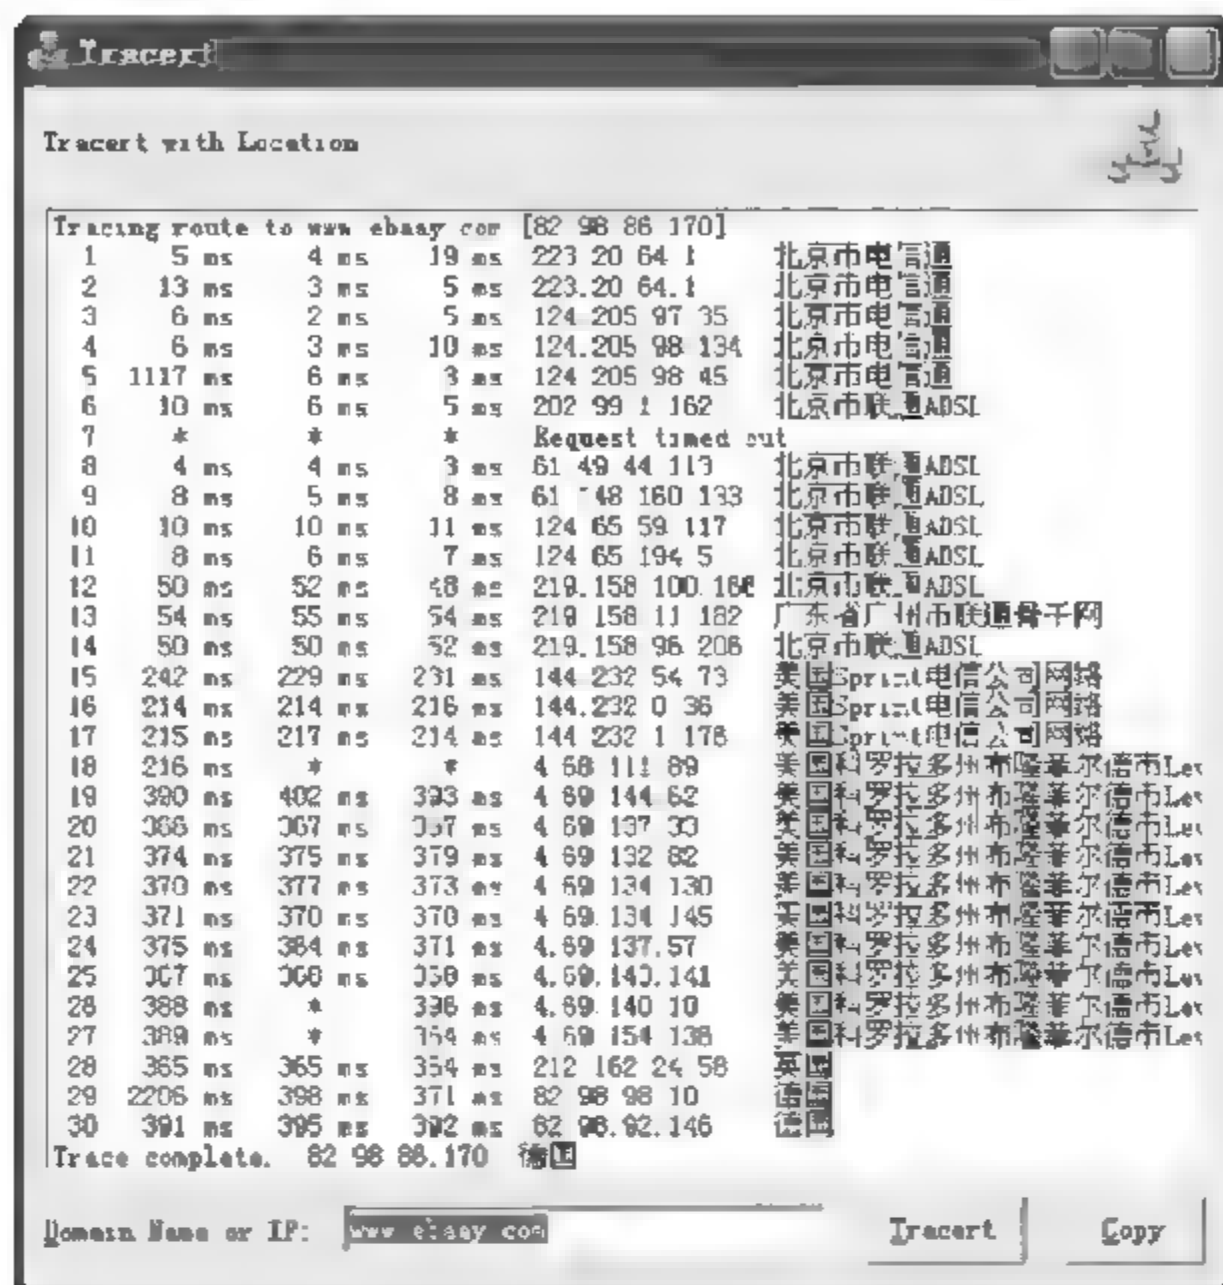 Tracert
Tracert with Location
Tracing route to www ebaay com [82 98 86 170]
1 5 ms 4 ms 19 ms 223 20 64 1 北京市电信通
2 13 ms 3 ms 5 ms 223.20 64.1 北京市电信通
3 6 ms 2 ms 5 ms 124 205 97 35 北京市电信通
4 6 ms 3 ms 10 ms 124.205 98 134 北京市电信通
5 1117 ms 6 ms 3 ms 124 205 98 45 北京市电信通
6 10 ms 6 ms 5 ms 202 99 1 162 北京市联通ADSL
7 * * * Request timed out
8 4 ms 4 ms 3 ms 61 49 44 113 北京市联通ADSL
9 8 ms 5 ms 8 ms 61 148 160 133 北京市联通ADSL
10 10 ms 10 ms 11 ms 124 65 59 117 北京市联通ADSL
11 8 ms 6 ms 7 ms 124 65 194 5 北京市联通ADSL
12 50 ms 52 ms 48 ms 219.158 100 北京市联通ADSL
13 54 ms 55 ms 54 ms 219 158 11 182 广东省广州市联通骨干网
14 50 ms 50 ms 52 ms 219.158 96 206 北京市联通ADSL
15 242 ms 229 ms 231 ms 144 232 54 73 美国Sprint电信公司网络
16 214 ms 214 ms 216 ms 144.232 0 36 美国Sprint电信公司网络
17 215 ms 217 ms 214 ms 144 232 1 176 美国Sprint电信公司网络
18 216 ms * * 4 68 111 89 美国科罗拉多州布隆菲尔德市Lev
19 390 ms 402 ms 393 ms 4 69 144 62 美国科罗拉多州布隆菲尔德市Lev
20 366 ms 367 ms 4 69 137 33 美国科罗拉多州布隆菲尔德市Lev
21 374 ms 375 ms 379 ms 4 69 132 82 美国科罗拉多州布隆菲尔德市Lev
22 370 ms 377 ms 373 ms 4 69 134 130 美国科罗拉多州布隆菲尔德市Lev
23 371 ms 370 ms 370 ms 4 69 134 145 美国科罗拉多州布隆菲尔德市Lev
24 375 ms 384 ms 371 ms 4.69 137.57 美国科罗拉多州布隆菲尔德市Lev
25 367 ms 368 ms 4.69.140.141 美国科罗拉多州布隆菲尔德市Lev
26 388 ms * 396 ms 4.69 140 10 美国科罗拉多州布隆菲尔德市Lev
27 389 ms * 4 69 154 136 美国科罗拉多州布隆菲尔德市Lev
28 365 ms 365 ms 364 ms 212 162 24 58 英国
29 2206 ms 398 ms 371 ms 82 98 98 10 德国
30 391 ms 395 ms 392 ms 82 98.92.146 德国
Trace complete. 82 98 86.170 德国
Domain Name or IP: www ebaay com Tracert Copy